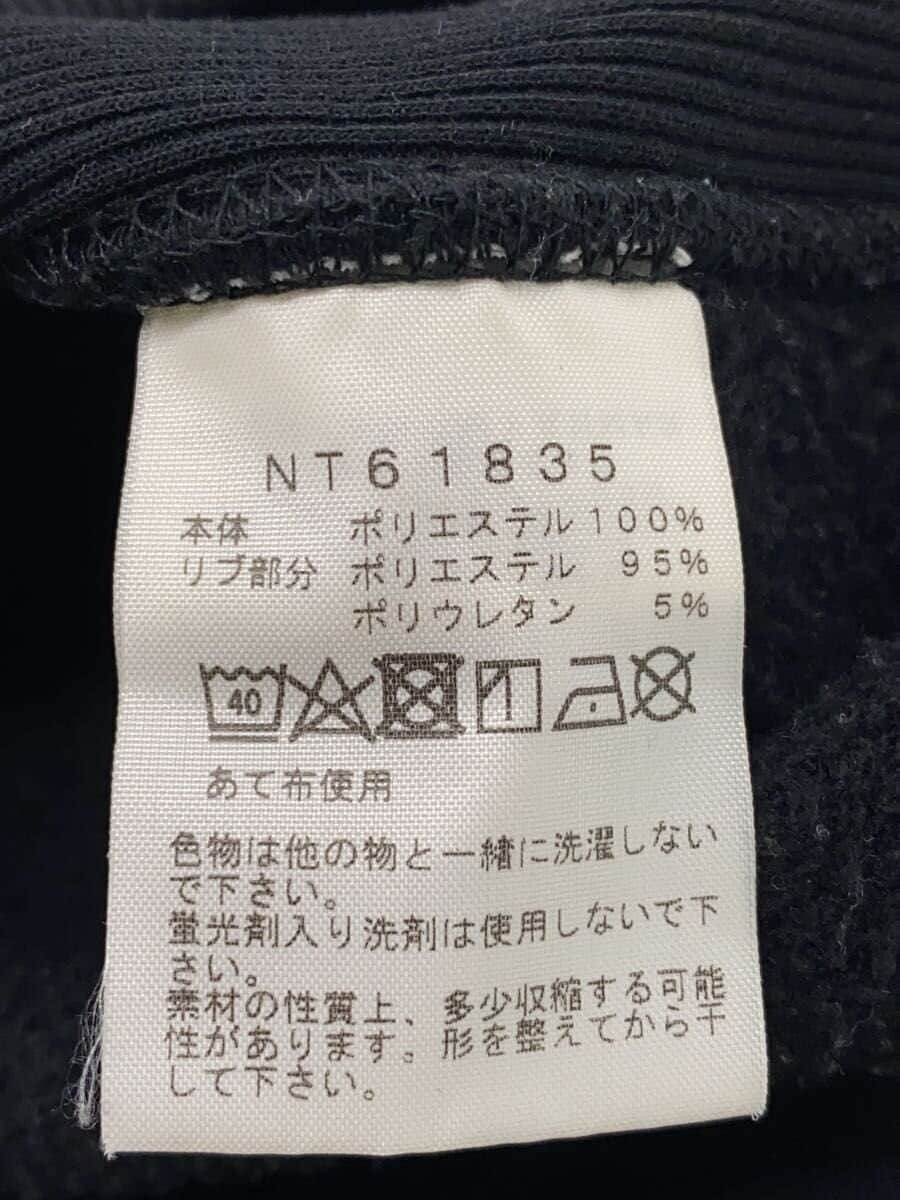 NT61835
本体 ポリエステル 100%
リブ部分 ポリエステル 95%
ポリウレタン 5%
40
あて布使用
色物は他の物と一緒に洗濯しない
で下さい。
蛍光剤入り洗剤は使用しないで下
さい。
素材の性質上、多少収縮する可能
性があります。形を整えてから干
して下さい。